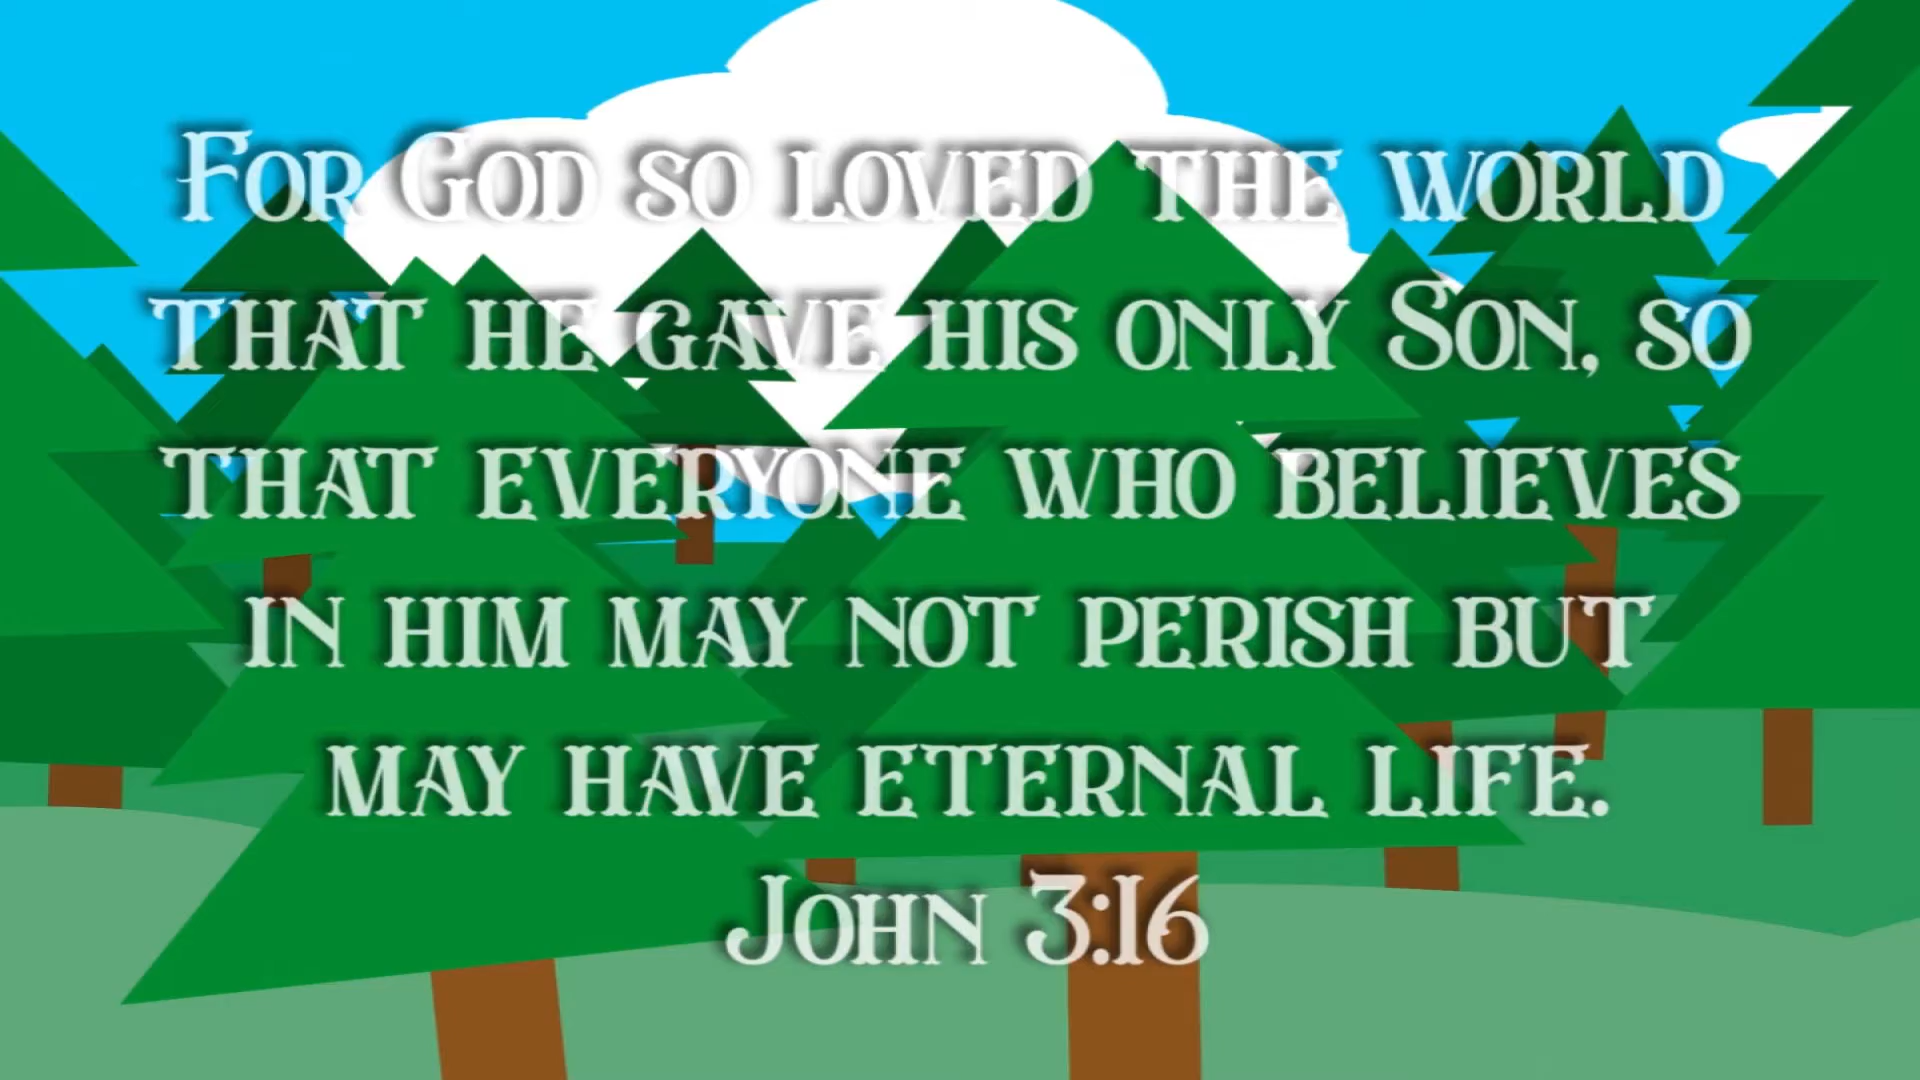 For God so loved the world
that he gave his only Son, so
that everyone who believes
in him may not perish but
may have eternal life.
John 3:16